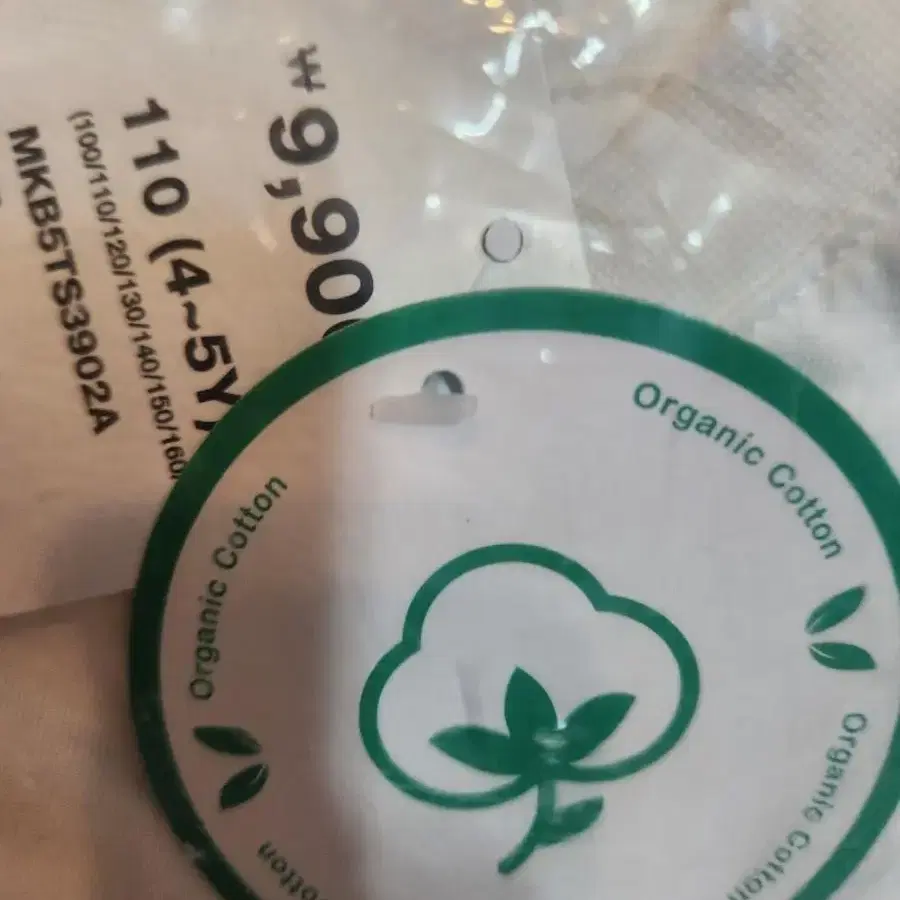 ₩9,90
110 (4~5Y)
(100/110/120/130/140/150/160
MKB5TS3902A
Organic Cotton
Organic Cotton
Organic Cotton
Cotton